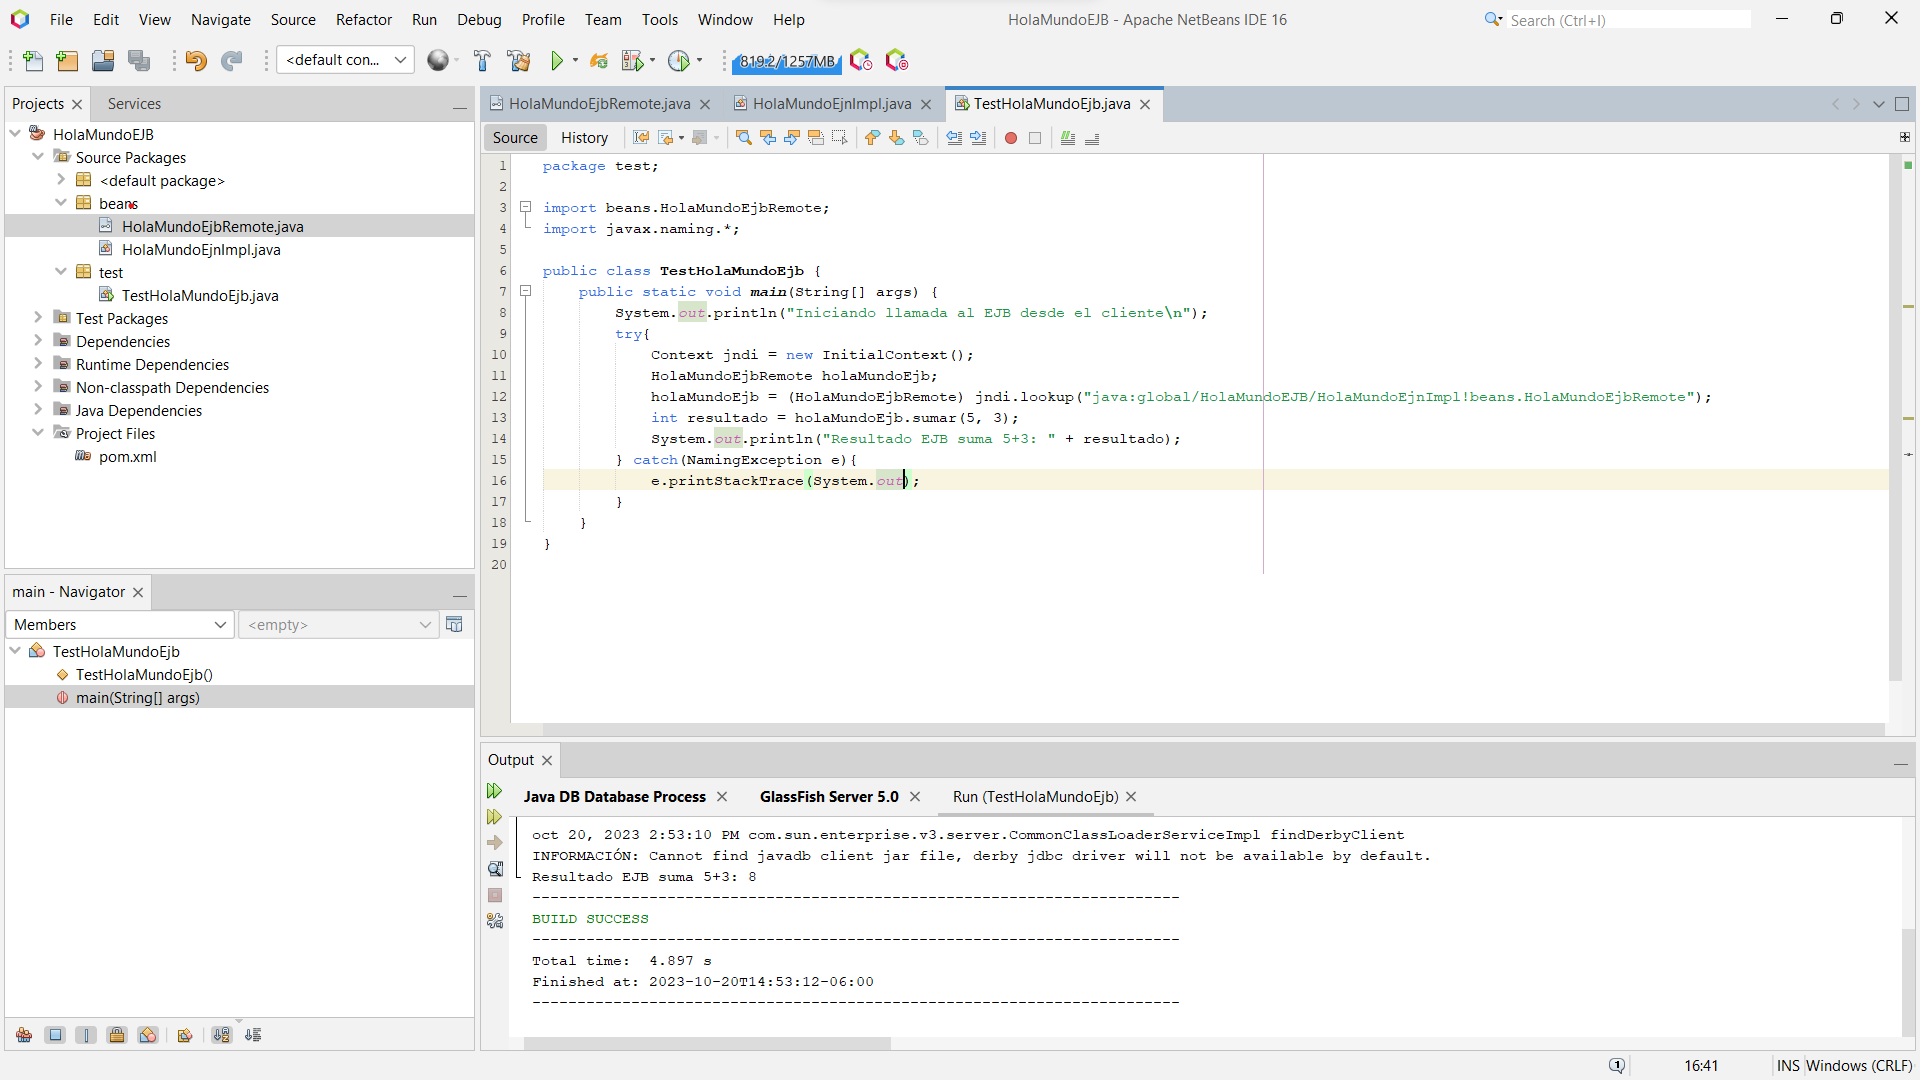 File Edit View Navigate Source Refactor Run Debug Profile Team Tools Window Help HolaMundoEJB - Apache NetBeans IDE 16 Search (Ctrl+I)
<default con... 819.2/1257MB
Projects Services
HolaMundoEJB
Source Packages
<default package>
beans
HolaMundoEjbRemote.java
HolaMundoEjnImpl.java
test
TestHolaMundoEjb.java
Test Packages
Dependencies
Runtime Dependencies
Non-classpath Dependencies
Java Dependencies
Project Files
pom.xml
main - Navigator
Members <empty>
TestHolaMundoEjb
TestHolaMundoEjb()
main(String[] args)
HolaMundoEjbRemote.java HolaMundoEjnImpl.java TestHolaMundoEjb.java
Source History
1 package test;
2
3 import beans.HolaMundoEjbRemote;
4 import javax.naming.*;
5
6 public class TestHolaMundoEjb {
7 public static void main(String[] args) {
8 System.out.println("Iniciando llamada al EJB desde el cliente\n");
9 try{
10 Context jndi = new InitialContext();
11 HolaMundoEjbRemote holaMundoEjb;
12 holaMundoEjb = (HolaMundoEjbRemote) jndi.lookup("java:global/HolaMundoEJB/HolaMundoEjnImpl!beans.HolaMundoEjbRemote");
13 int resultado = holaMundoEjb.sumar(5, 3);
14 System.out.println("Resultado EJB suma 5+3: " + resultado);
15 } catch(NamingException e){
16 e.printStackTrace(System.out);
17 }
18 }
19 }
20
Output
Java DB Database Process GlassFish Server 5.0 Run (TestHolaMundoEjb)
oct 20, 2023 2:53:10 PM com.sun.enterprise.v3.server.CommonClassLoaderServiceImpl findDerbyClient
INFORMACIÓN: Cannot find javadb client jar file, derby jdbc driver will not be available by default.
Resultado EJB suma 5+3: 8
------------------------------------------------------------------------
BUILD SUCCESS
------------------------------------------------------------------------
Total time: 4.897 s
Finished at: 2023-10-20T14:53:12-06:00
------------------------------------------------------------------------
1 16:41 INS Windows (CRLF)